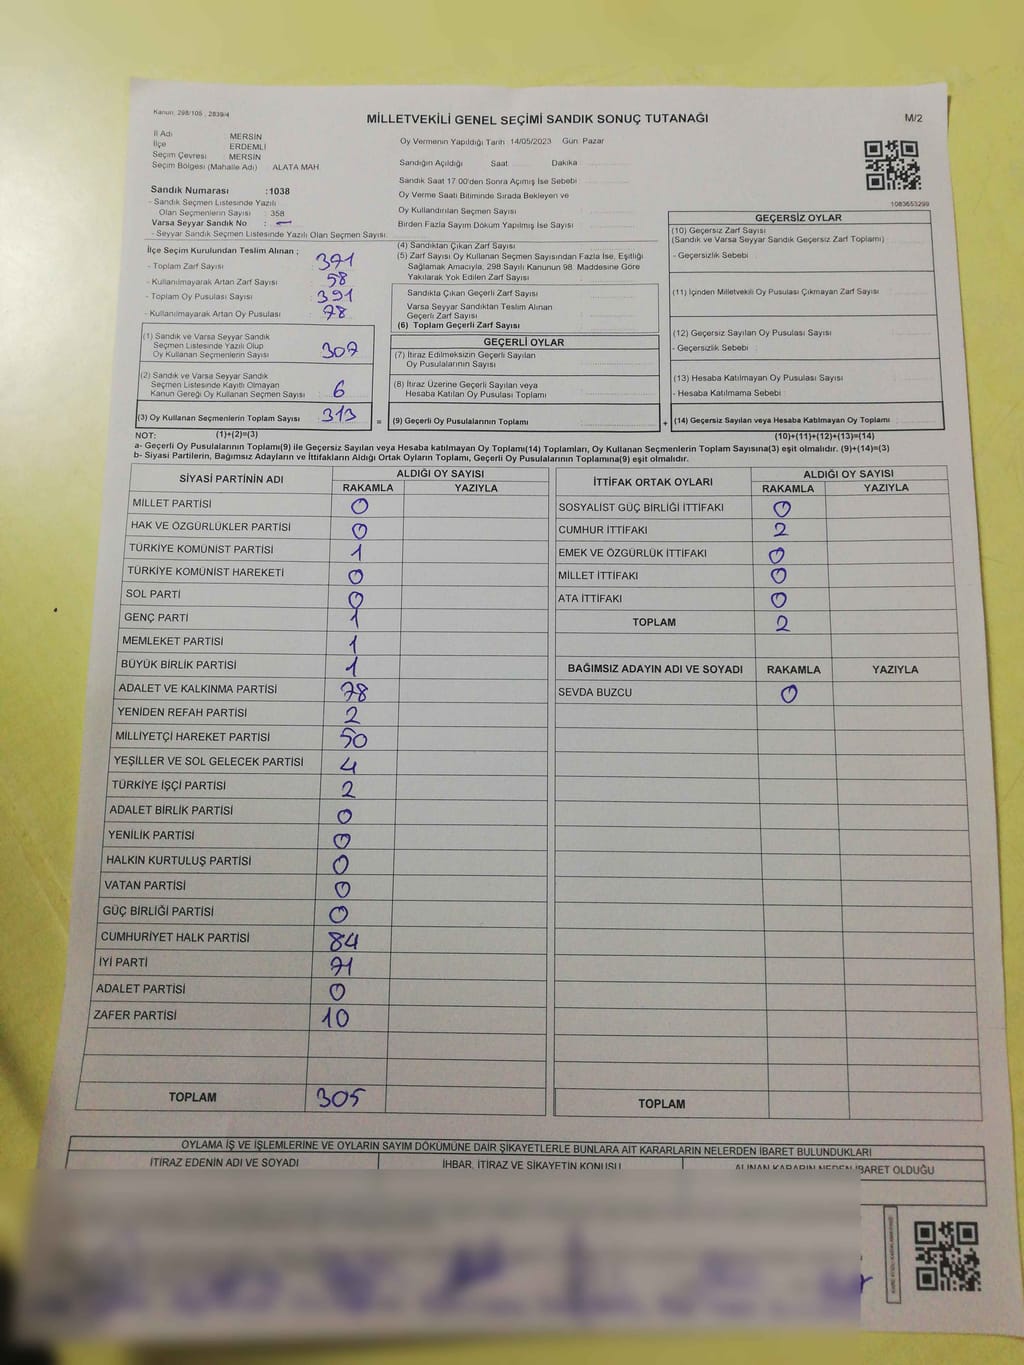 Kanun: 298/105 , 2839/4
MİLLETVEKİLİ GENEL SEÇİMİ SANDIK SONUÇ TUTANAĞI
M/2
İl Adı MERSİN
İlçe ERDEMLİ
Seçim Çevresi MERSİN
Seçim Bölgesi (Mahalle Adı) ALATA MAH
Sandık Numarası :1038
- Sandık Seçmen Listesinde Yazılı
Olan Seçmenlerin Sayısı : 358
Varsa Seyyar Sandık No : -
- Seyyar Sandık Seçmen Listesinde Yazılı Olan Seçmen Sayısı:
Oy Vermenin Yapıldığı Tarih 14/05/2023 Gün: Pazar
Sandığın Açıldığı Saat Dakika
Sandık Saat 17:00'den Sonra Açımış İse Sebebi
Oy Verme Saati Bitiminde Sırada Bekleyen ve
Oy Kullandırılan Seçmen Sayısı
Birden Fazla Sayım Döküm Yapılmış İse Sayısı
1083653299
İlçe Seçim Kurulundan Teslim Alınan ;
- Toplam Zarf Sayısı 371
- Kullanılmayarak Artan Zarf Sayısı 58
- Toplam Oy Pusulası Sayısı 391
- Kullanılmayarak Artan Oy Pusulası 78
(1) Sandık ve Varsa Seyyar Sandık
Seçmen Listesinde Yazılı Olup
Oy Kullanan Seçmenlerin Sayısı 307
(2) Sandık ve Varsa Seyyar Sandık
Seçmen Listesinde Kayıtlı Olmayan
Kanun Gereği Oy Kullanan Seçmen Sayısı 6
(3) Oy Kullanan Seçmenlerin Toplam Sayısı 313 =
(4) Sandıktan Çıkan Zarf Sayısı
(5) Zarf Sayısı Oy Kullanan Seçmen Sayısından Fazla İse, Eşitliği
Sağlamak Amacıyla, 298 Sayılı Kanunun 98. Maddesine Göre
Yakılarak Yok Edilen Zarf Sayısı
Sandıkta Çıkan Geçerli Zarf Sayısı
Varsa Seyyar Sandıktan Teslim Alınan
Geçerli Zarf Sayısı
(6) Toplam Geçerli Zarf Sayısı
GEÇERLİ OYLAR
(7) İtiraz Edilmeksizin Geçerli Sayılan
Oy Pusulalarının Sayısı
(8) İtiraz Üzerine Geçerli Sayılan veya
Hesaba Katılan Oy Pusulası Toplamı
(9) Geçerli Oy Pusulalarının Toplamı +
GEÇERSİZ OYLAR
(10) Geçersiz Zarf Sayısı
(Sandık ve Varsa Seyyar Sandık Geçersiz Zarf Toplamı)
- Geçersizlik Sebebi
(11) İçinden Milletvekili Oy Pusulası Çıkmayan Zarf Sayısı
(12) Geçersiz Sayılan Oy Pusulası Sayısı
- Geçersizlik Sebebi
(13) Hesaba Katılmayan Oy Pusulası Sayısı
- Hesaba Katılmama Sebebi
(14) Geçersiz Sayılan veya Hesaba Katılmayan Oy Toplamı
NOT: (1)+(2)=(3) (10)+(11)+(12)+(13)=(14)
a- Geçerli Oy Pusulalarının Toplamı(9) ile Geçersiz Sayılan veya Hesaba katılmayan Oy Toplamı(14) Toplamları, Oy Kullanan Seçmenlerin Toplam Sayısına(3) eşit olmalıdır. (9)+(14)=(3)
b- Siyasi Partilerin, Bağımsız Adayların ve İttifakların Aldığı Ortak Oyların Toplamı, Geçerli Oy Pusulalarının Toplamına(9) eşit olmalıdır.
SİYASİ PARTİNİN ADI ALDIĞI OY SAYISI
RAKAMLA YAZIYLA
MİLLET PARTİSİ 0
HAK VE ÖZGÜRLÜKLER PARTİSİ 0
TÜRKİYE KOMÜNİST PARTİSİ 1
TÜRKİYE KOMÜNİST HAREKETİ 0
SOL PARTİ 0
GENÇ PARTİ 1
MEMLEKET PARTİSİ 1
BÜYÜK BİRLİK PARTİSİ 1
ADALET VE KALKINMA PARTİSİ 78
YENİDEN REFAH PARTİSİ 2
MİLLİYETÇİ HAREKET PARTİSİ 50
YEŞİLLER VE SOL GELECEK PARTİSİ 4
TÜRKİYE İŞÇİ PARTİSİ 2
ADALET BİRLİK PARTİSİ 0
YENİLİK PARTİSİ 0
HALKIN KURTULUŞ PARTİSİ 0
VATAN PARTİSİ 0
GÜÇ BİRLİĞİ PARTİSİ 0
CUMHURİYET HALK PARTİSİ 84
İYİ PARTİ 71
ADALET PARTİSİ 0
ZAFER PARTİSİ 10
TOPLAM 305
İTTİFAK ORTAK OYLARI ALDIĞI OY SAYISI
RAKAMLA YAZIYLA
SOSYALİST GÜÇ BİRLİĞİ İTTİFAKI 0
CUMHUR İTTİFAKI 2
EMEK VE ÖZGÜRLÜK İTTİFAKI 0
MİLLET İTTİFAKI 0
ATA İTTİFAKI 0
TOPLAM 2
BAĞIMSIZ ADAYIN ADI VE SOYADI RAKAMLA YAZIYLA
SEVDA BUZCU 0
TOPLAM
OYLAMA İŞ VE İŞLEMLERİNE VE OYLARIN SAYIM DÖKÜMÜNE DAİR ŞİKAYETLERLE BUNLARA AİT KARARLARIN NELERDEN İBARET BULUNDUKLARI
İTİRAZ EDENİN ADI VE SOYADI İHBAR, İTİRAZ VE ŞİKAYETİN KONUSU ALINAN KARARIN NEDEN İBARET OLDUĞU